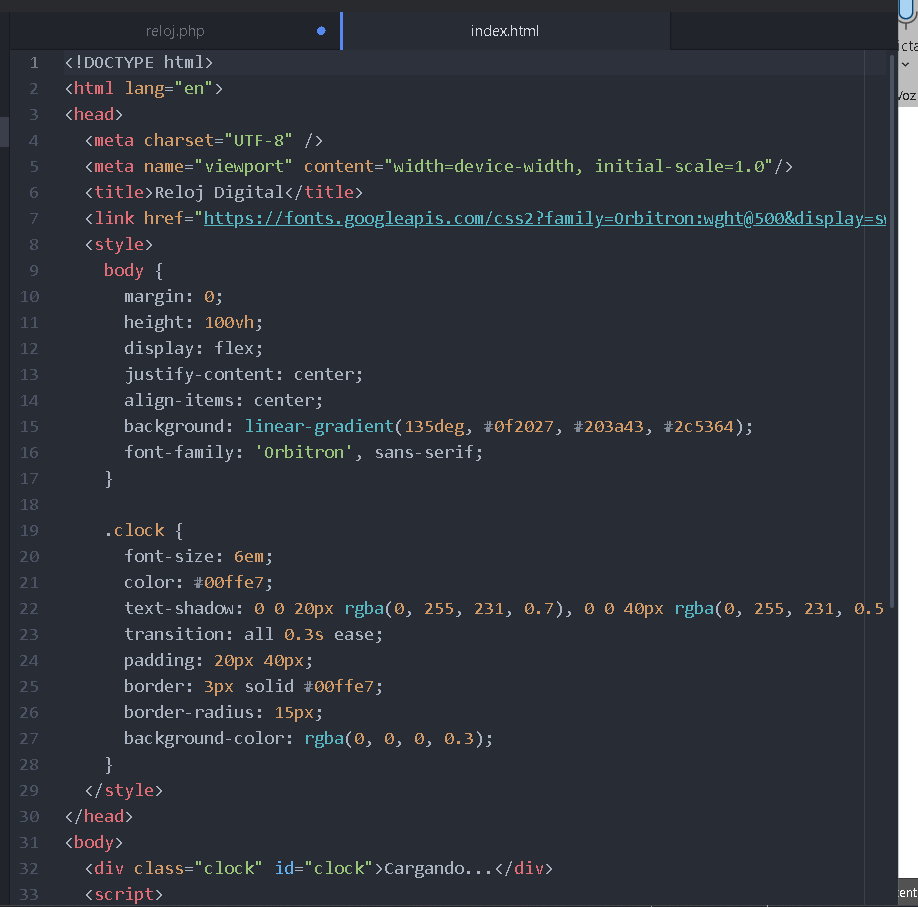 reloj.php
index.html
1 <!DOCTYPE html>
2 <html lang="en">
3 <head>
4 <meta charset="UTF-8" />
5 <meta name="viewport" content="width=device-width, initial-scale=1.0"/>
6 <title>Reloj Digital</title>
7 <link href="https://fonts.googleapis.com/css2?family=Orbitron:wght@500&display=sw
8 <style>
9 body {
10 margin: 0;
11 height: 100vh;
12 display: flex;
13 justify-content: center;
14 align-items: center;
15 background: linear-gradient(135deg, #0f2027, #203a43, #2c5364);
16 font-family: 'Orbitron', sans-serif;
17 }
18
19 .clock {
20 font-size: 6em;
21 color: #00ffe7;
22 text-shadow: 0 0 20px rgba(0, 255, 231, 0.7), 0 0 40px rgba(0, 255, 231, 0.5
23 transition: all 0.3s ease;
24 padding: 20px 40px;
25 border: 3px solid #00ffe7;
26 border-radius: 15px;
27 background-color: rgba(0, 0, 0, 0.3);
28 }
29 </style>
30 </head>
31 <body>
32 <div class="clock" id="clock">Cargando...</div>
33 <script>
icta
Voz
ent